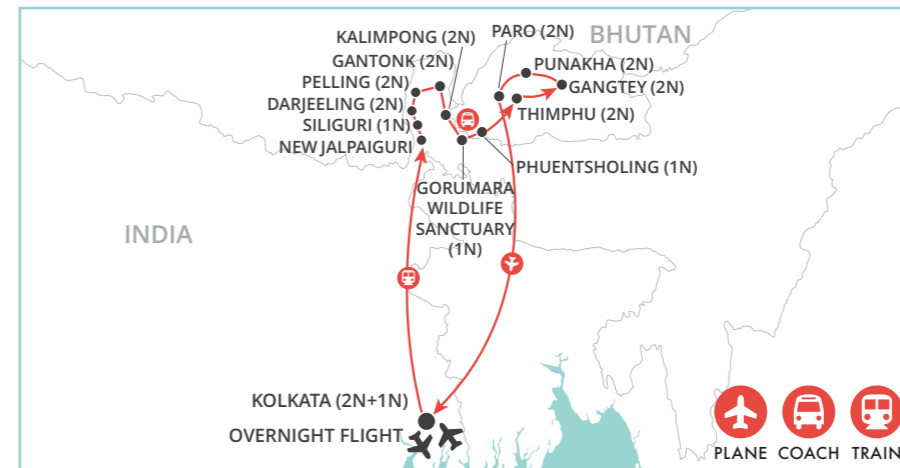 KALIMPONG (2N)
GANTONK (2N)
PELLING (2N)
DARJEELING (2N)
SILIGURI (1N)
NEW JALPAIGURI
PARO (2N)
BHUTAN
PUNAKHA (2N)
GANGTEY (2N)
THIMPHU (2N)
PHUENTSHOLING (1N)
GORUMARA
WILDLIFE
SANCTUARY
(1N)
INDIA
KOLKATA (2N+1N)
OVERNIGHT FLIGHT
PLANE COACH TRAIN